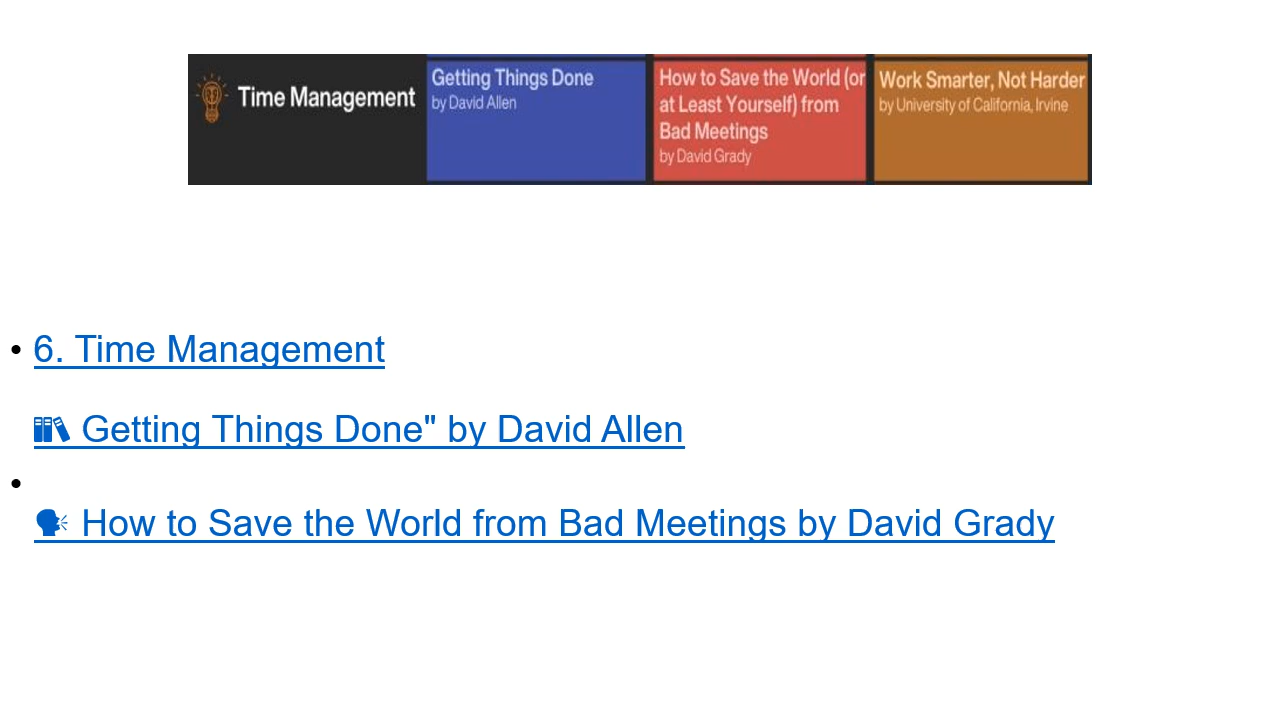 Time Management
Getting Things Done
by David Allen
How to Save the World (or
at Least Yourself) from
Bad Meetings
by David Grady
Work Smarter, Not Harder
by University of California, Irvine
• 6. Time Management
📚 Getting Things Done" by David Allen
•
🗣 How to Save the World from Bad Meetings by David Grady